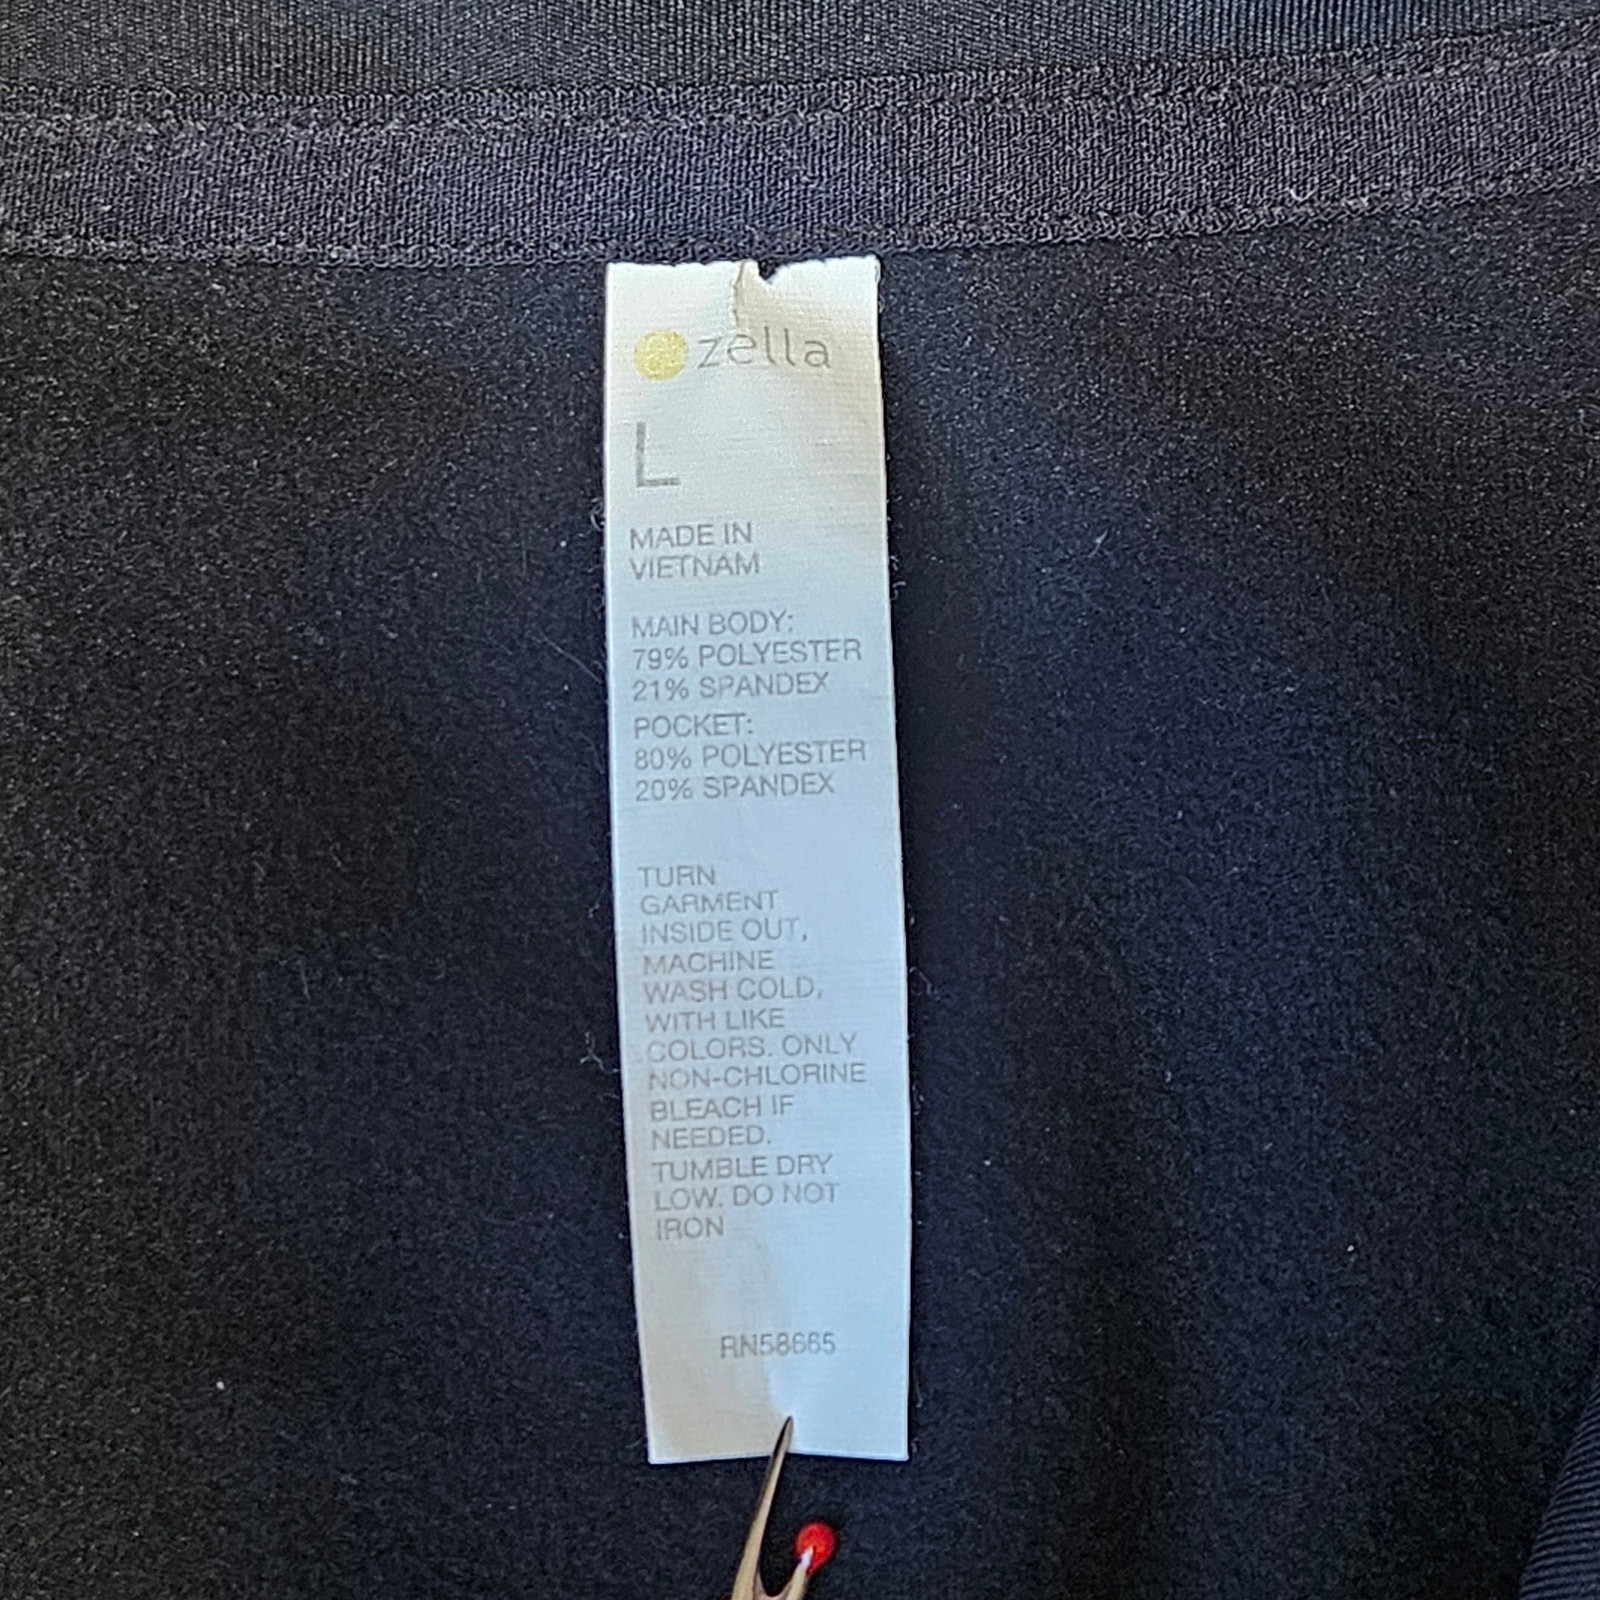 zella
L
MADE IN
VIETNAM
MAIN BODY:
79% POLYESTER
21% SPANDEX
POCKET:
80% POLYESTER
20% SPANDEX
TURN
GARMENT
INSIDE OUT,
MACHINE
WASH COLD,
WITH LIKE
COLORS. ONLY
NON-CHLORINE
BLEACH IF
NEEDED.
TUMBLE DRY
LOW. DO NOT
IRON
RN58665